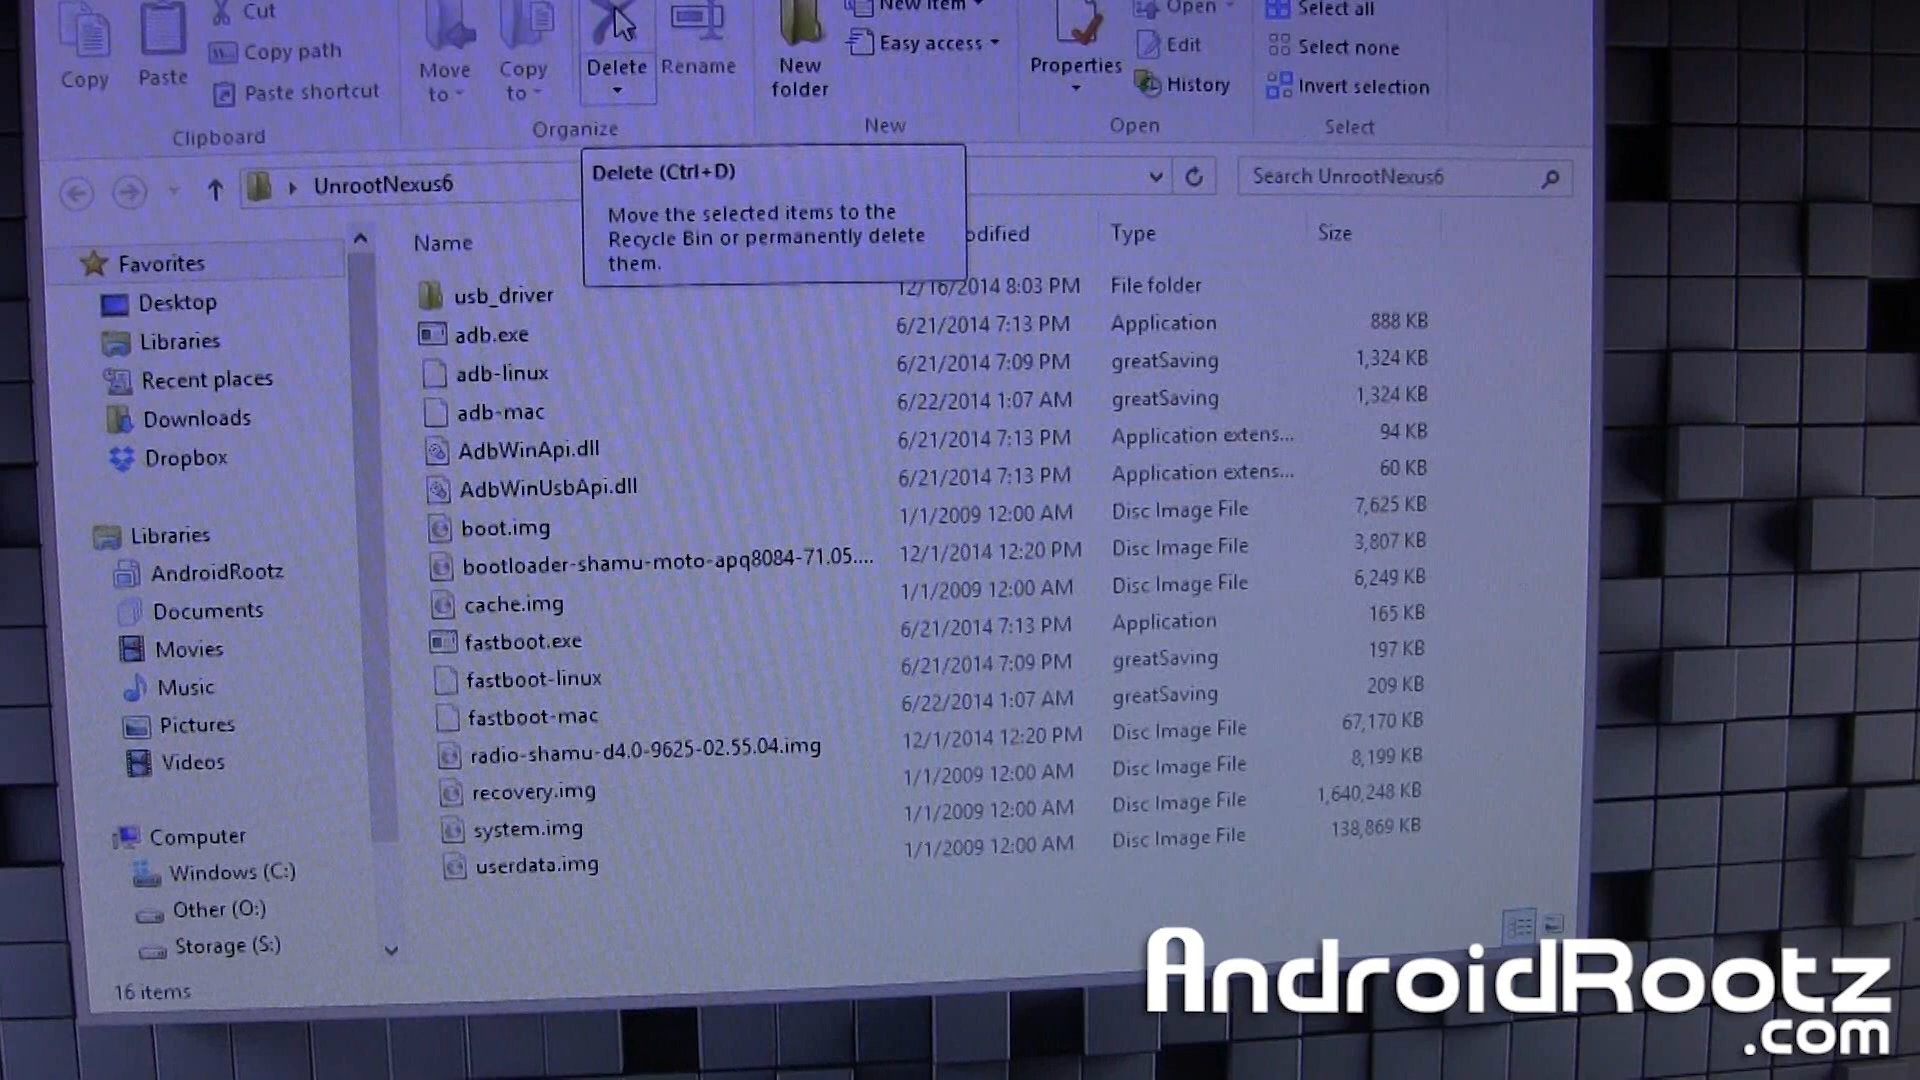 Copy
Paste
Cut
Copy path
Paste shortcut
Clipboard
Move
to
Copy
to
Delete
Rename
Organize
New
folder
New item
Easy access
New
Properties
Open
Edit
History
Open
Select all
Select none
Invert selection
Select
UnrootNexus6
Search UnrootNexus6
Delete (Ctrl+D)
Move the selected items to the
Recycle Bin or permanently delete
them.
Favorites
Desktop
Libraries
Recent places
Downloads
Dropbox
Libraries
AndroidRootz
Documents
Movies
Music
Pictures
Videos
Computer
Windows (C:)
Other (O:)
Storage (S:)
16 items
Name odified Type Size
usb_driver 12/16/2014 8:03 PM File folder
adb.exe 6/21/2014 7:13 PM Application 888 KB
adb-linux 6/21/2014 7:09 PM greatSaving 1,324 KB
adb-mac 6/22/2014 1:07 AM greatSaving 1,324 KB
AdbWinApi.dll 6/21/2014 7:13 PM Application extens... 94 KB
AdbWinUsbApi.dll 6/21/2014 7:13 PM Application extens... 60 KB
boot.img 1/1/2009 12:00 AM Disc Image File 7,625 KB
bootloader-shamu-moto-apq8084-71.05.... 12/1/2014 12:20 PM Disc Image File 3,807 KB
cache.img 1/1/2009 12:00 AM Disc Image File 6,249 KB
fastboot.exe 6/21/2014 7:13 PM Application 165 KB
fastboot-linux 6/21/2014 7:09 PM greatSaving 197 KB
fastboot-mac 6/22/2014 1:07 AM greatSaving 209 KB
radio-shamu-d4.0-9625-02.55.04.img 12/1/2014 12:20 PM Disc Image File 67,170 KB
recovery.img 1/1/2009 12:00 AM Disc Image File 8,199 KB
system.img 1/1/2009 12:00 AM Disc Image File 1,640,248 KB
userdata.img 1/1/2009 12:00 AM Disc Image File 138,869 KB
AndroidRootz
.com